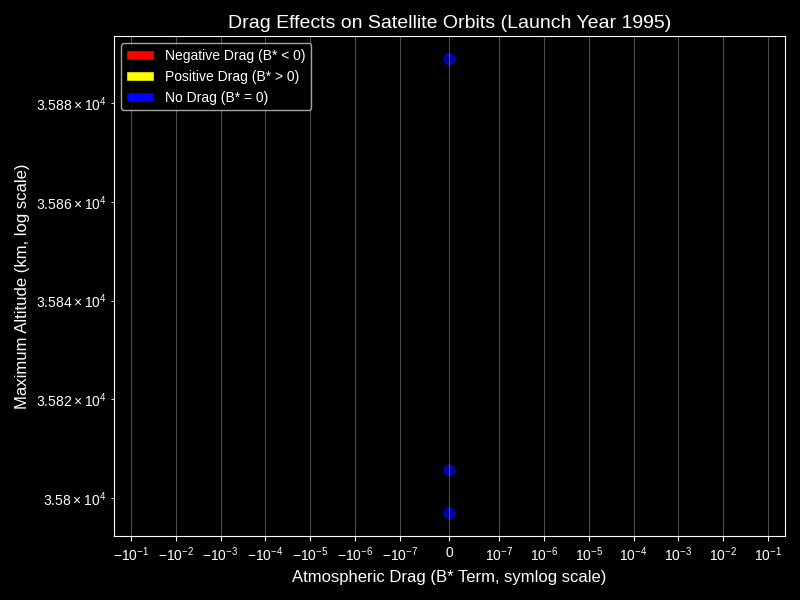 Drag Effects on Satellite Orbits (Launch Year 1995)
Negative Drag (B* < 0)
Positive Drag (B* > 0)
No Drag (B* = 0)
Maximum Altitude (km, log scale)
3.588 × 10⁴
3.586 × 10⁴
3.584 × 10⁴
3.582 × 10⁴
3.58 × 10⁴
−10⁻¹ −10⁻² −10⁻³ −10⁻⁴ −10⁻⁵ −10⁻⁶ −10⁻⁷ 0 10⁻⁷ 10⁻⁶ 10⁻⁵ 10⁻⁴ 10⁻³ 10⁻² 10⁻¹
Atmospheric Drag (B* Term, symlog scale)